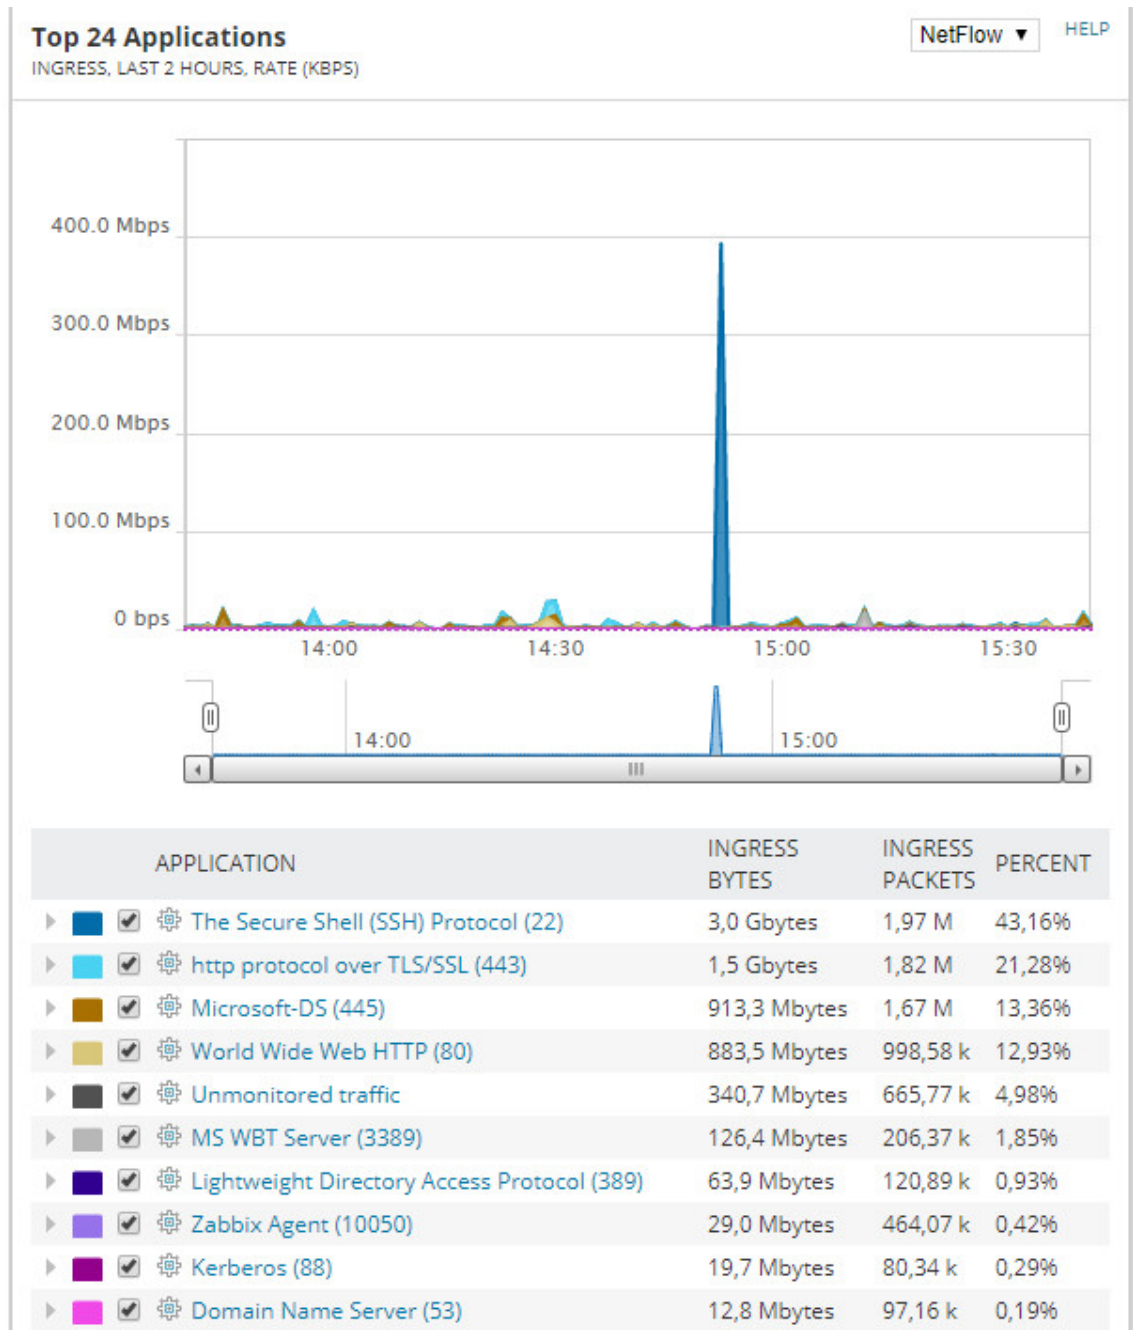 Top 24 Applications
NetFlow ▼
HELP
INGRESS, LAST 2 HOURS, RATE (KBPS)
400.0 Mbps
300.0 Mbps
200.0 Mbps
100.0 Mbps
0 bps
14:00 14:30 15:00 15:30
14:00 15:00
APPLICATION INGRESS BYTES INGRESS PACKETS PERCENT
The Secure Shell (SSH) Protocol (22) 3,0 Gbytes 1,97 M 43,16%
http protocol over TLS/SSL (443) 1,5 Gbytes 1,82 M 21,28%
Microsoft-DS (445) 913,3 Mbytes 1,67 M 13,36%
World Wide Web HTTP (80) 883,5 Mbytes 998,58 k 12,93%
Unmonitored traffic 340,7 Mbytes 665,77 k 4,98%
MS WBT Server (3389) 126,4 Mbytes 206,37 k 1,85%
Lightweight Directory Access Protocol (389) 63,9 Mbytes 120,89 k 0,93%
Zabbix Agent (10050) 29,0 Mbytes 464,07 k 0,42%
Kerberos (88) 19,7 Mbytes 80,34 k 0,29%
Domain Name Server (53) 12,8 Mbytes 97,16 k 0,19%